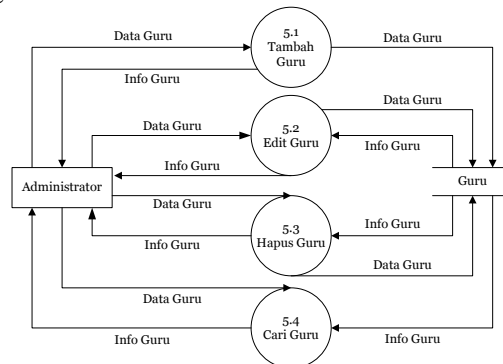 Data Guru
5.1
Tambah
Guru
Data Guru
Info Guru
Data Guru
5.2
Edit Guru
Data Guru
Info Guru
Info Guru
Administrator
Guru
Data Guru
5.3
Hapus Guru
Info Guru
Info Guru
Data Guru
Data Guru
5.4
Cari Guru
Info Guru
Info Guru